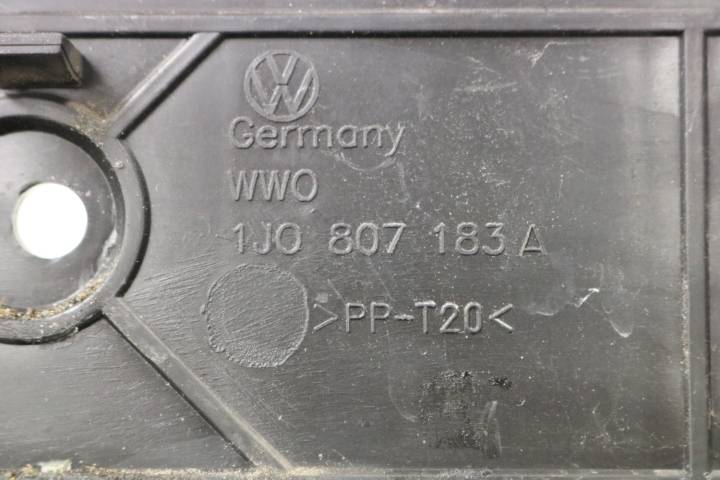 Germany
WWO
1J0 807 183 A
>PP-T20<